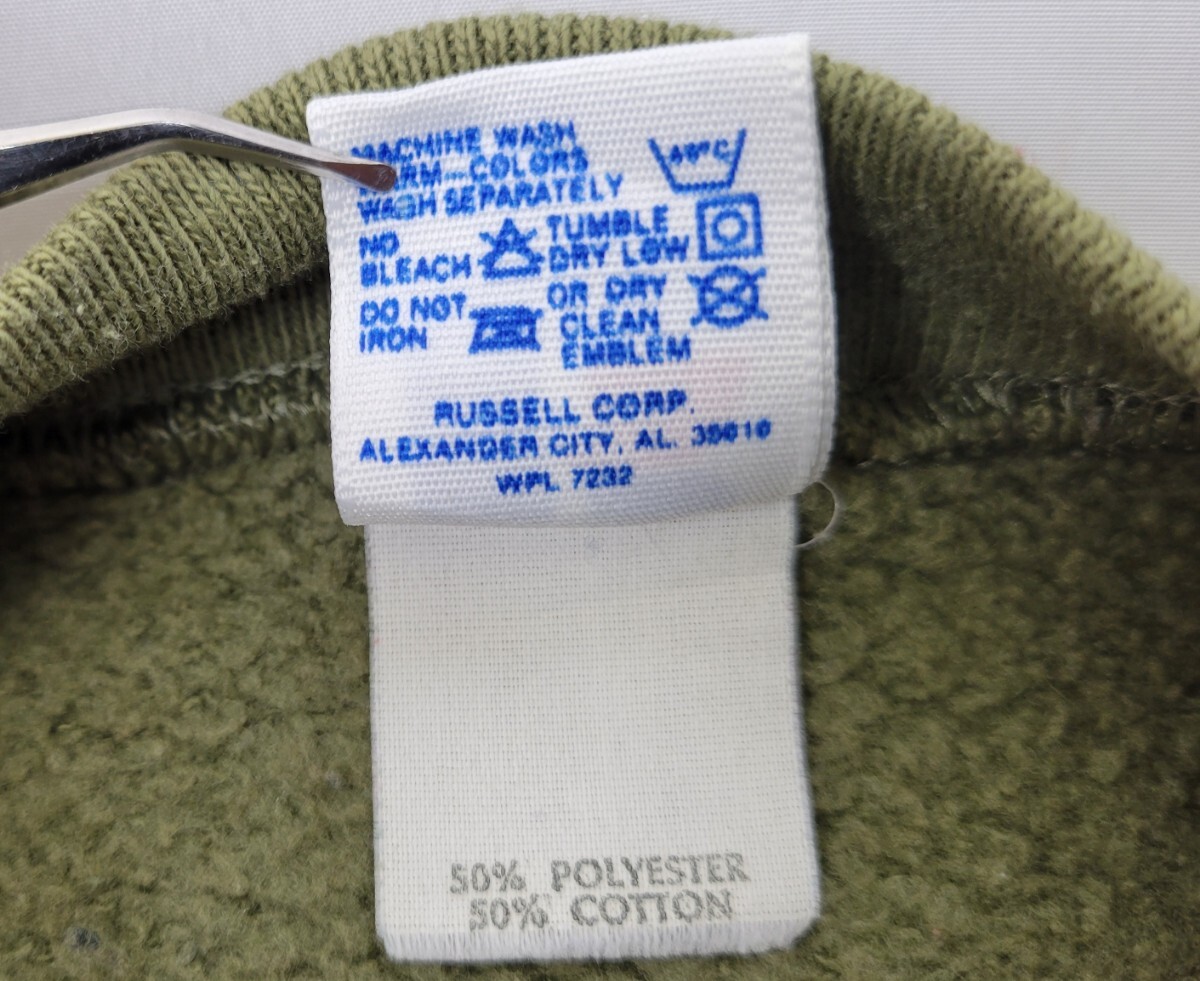 MACHINE WASH
WARM-COLORS
WASH SEPARATELY
40°C
NO
BLEACH
TUMBLE
DRY LOW
DO NOT
IRON
OR DRY
CLEAN
EMBLEM
RUSSELL CORP.
ALEXANDER CITY, AL. 35010
WPL 7232
50% POLYESTER
50% COTTON